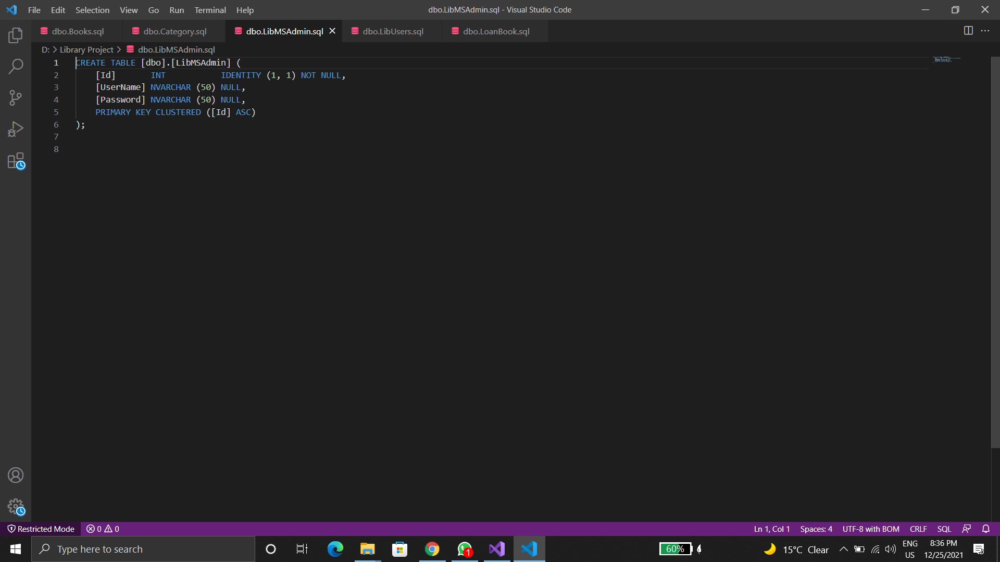 File Edit Selection View Go Run Terminal Help
dbo.LibMSAdmin.sql - Visual Studio Code
dbo.Books.sql dbo.Category.sql dbo.LibMSAdmin.sql dbo.LibUsers.sql dbo.LoanBook.sql
D: > Library Project > dbo.LibMSAdmin.sql
1 CREATE TABLE [dbo].[LibMSAdmin] (
2     [Id]       INT           IDENTITY (1, 1) NOT NULL,
3     [UserName] NVARCHAR (50) NULL,
4     [Password] NVARCHAR (50) NULL,
5     PRIMARY KEY CLUSTERED ([Id] ASC)
6 );
7
8
Restricted Mode 0 0 Ln 1, Col 1 Spaces: 4 UTF-8 with BOM CRLF SQL
Type here to search 1 60% 15°C Clear ENG US 8:36 PM 12/25/2021